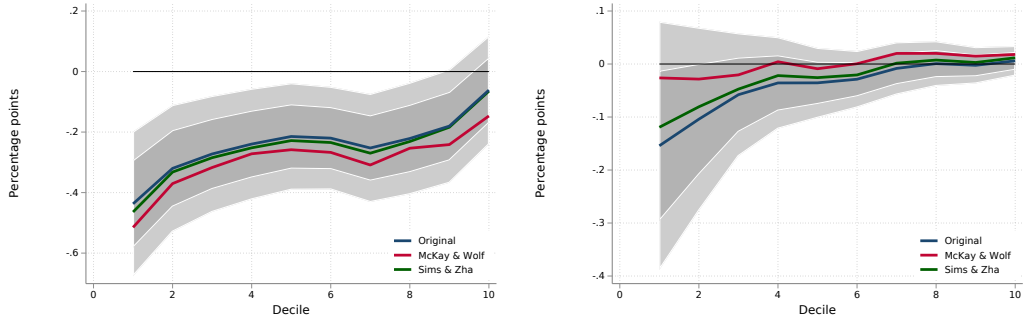 Percentage points
.2
0
-.2
-.4
-.6
0
2
4
6
8
10
Decile
Original
McKay & Wolf
Sims & Zha
Percentage points
.1
0
-.1
-.2
-.3
-.4
0
2
4
6
8
10
Decile
Original
McKay & Wolf
Sims & Zha